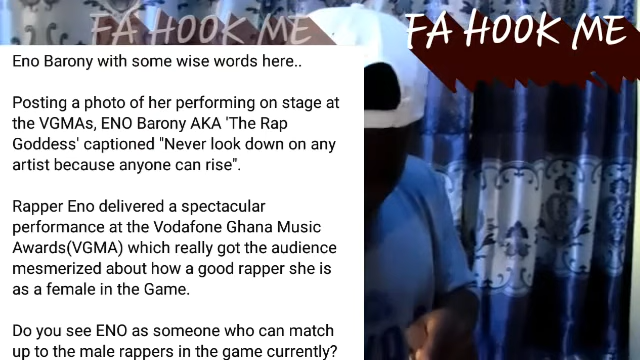 FA HOOK ME
FA HOOK ME
Eno Barony with some wise words here..
Posting a photo of her performing on stage at
the VGMAs, ENO Barony AKA 'The Rap
Goddess' captioned "Never look down on any
artist because anyone can rise".
Rapper Eno delivered a spectacular
performance at the Vodafone Ghana Music
Awards(VGMA) which really got the audience
mesmerized about how a good rapper she is
as a female in the Game.
Do you see ENO as someone who can match
up to the male rappers in the game currently?